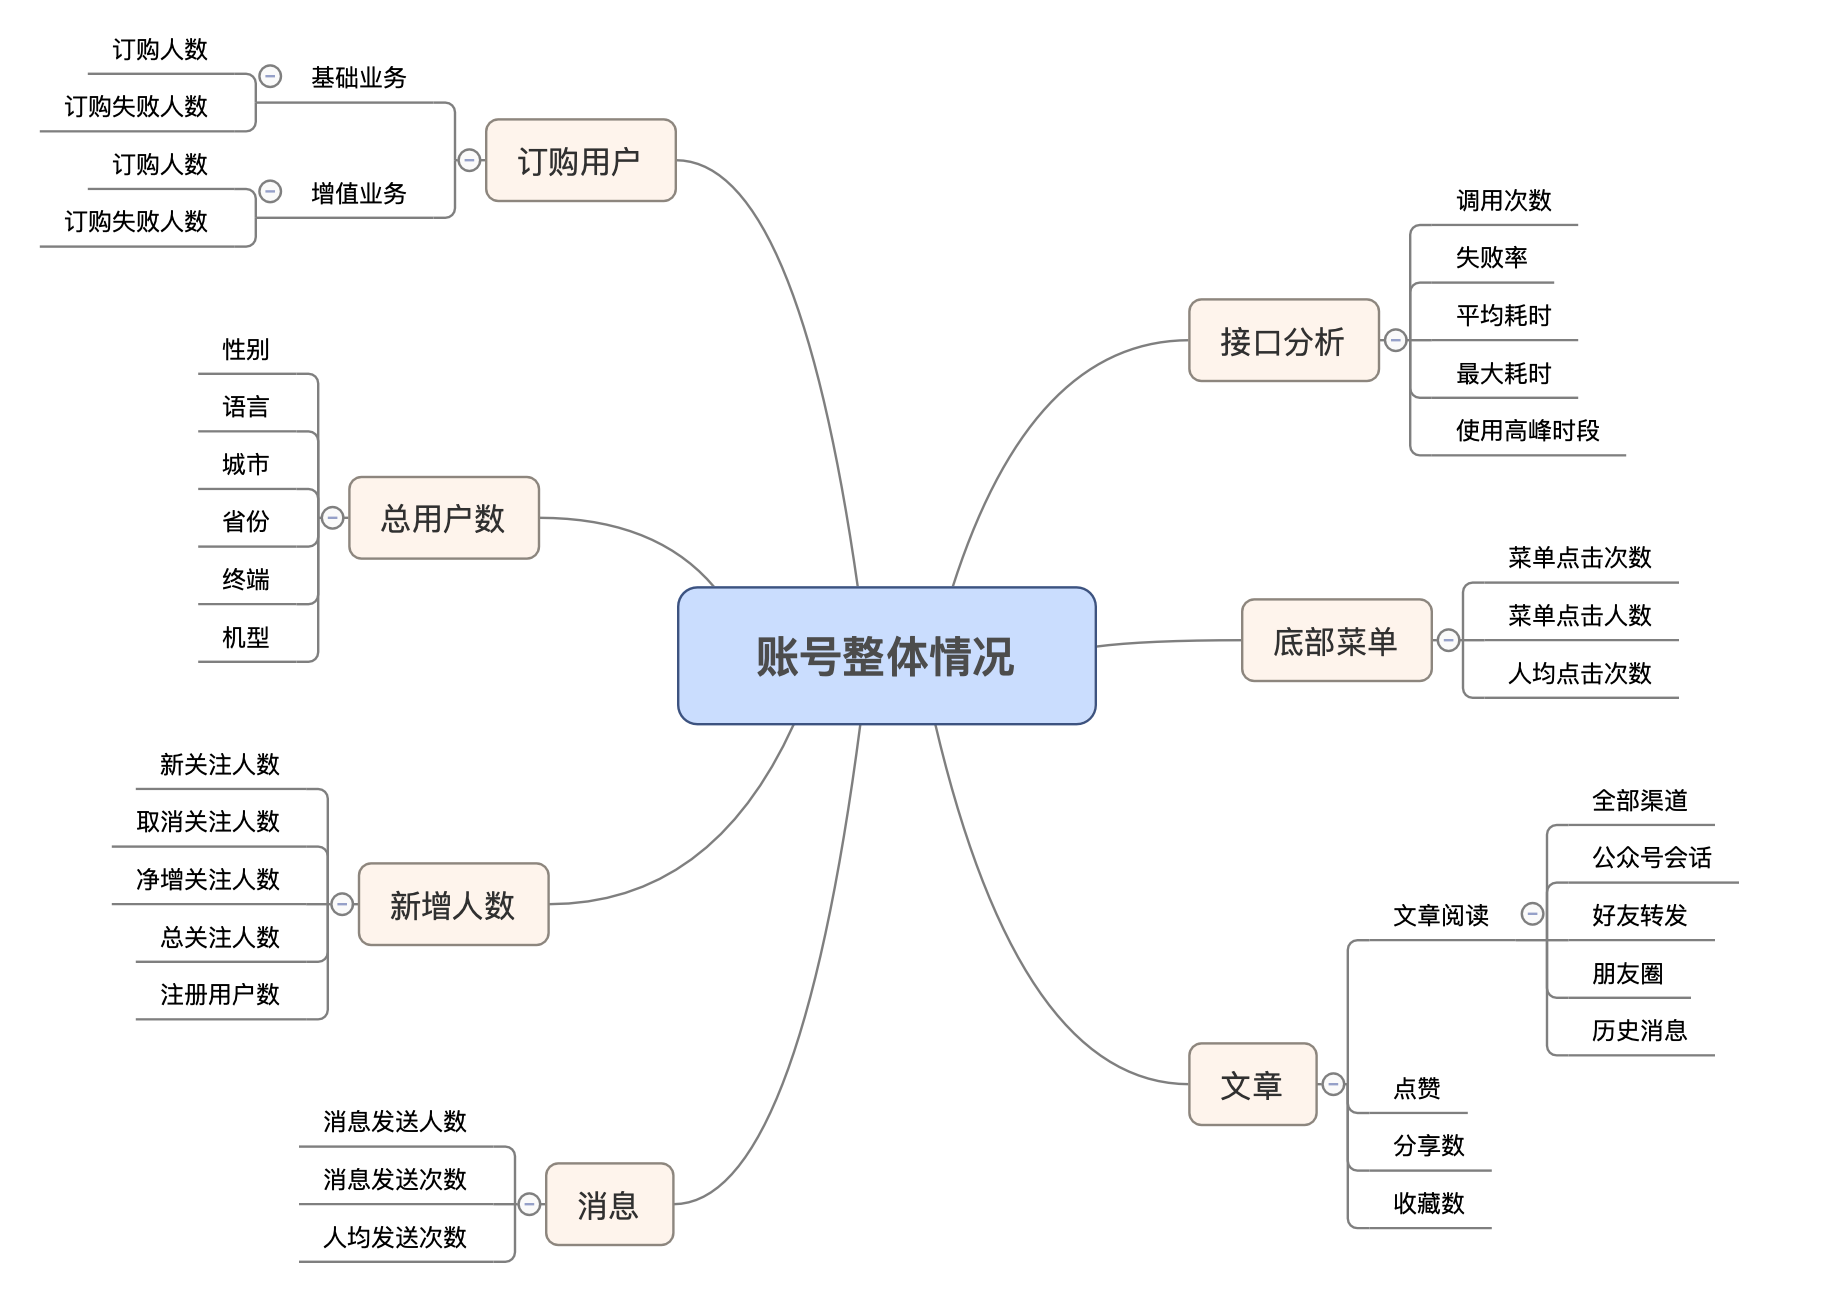 账号整体情况
订购用户
基础业务
订购人数
订购失败人数
增值业务
订购人数
订购失败人数
总用户数
性别
语言
城市
省份
终端
机型
新增人数
新关注人数
取消关注人数
净增关注人数
总关注人数
注册用户数
消息
消息发送人数
消息发送次数
人均发送次数
接口分析
调用次数
失败率
平均耗时
最大耗时
使用高峰时段
底部菜单
菜单点击次数
菜单点击人数
人均点击次数
文章
文章阅读
全部渠道
公众号会话
好友转发
朋友圈
历史消息
点赞
分享数
收藏数